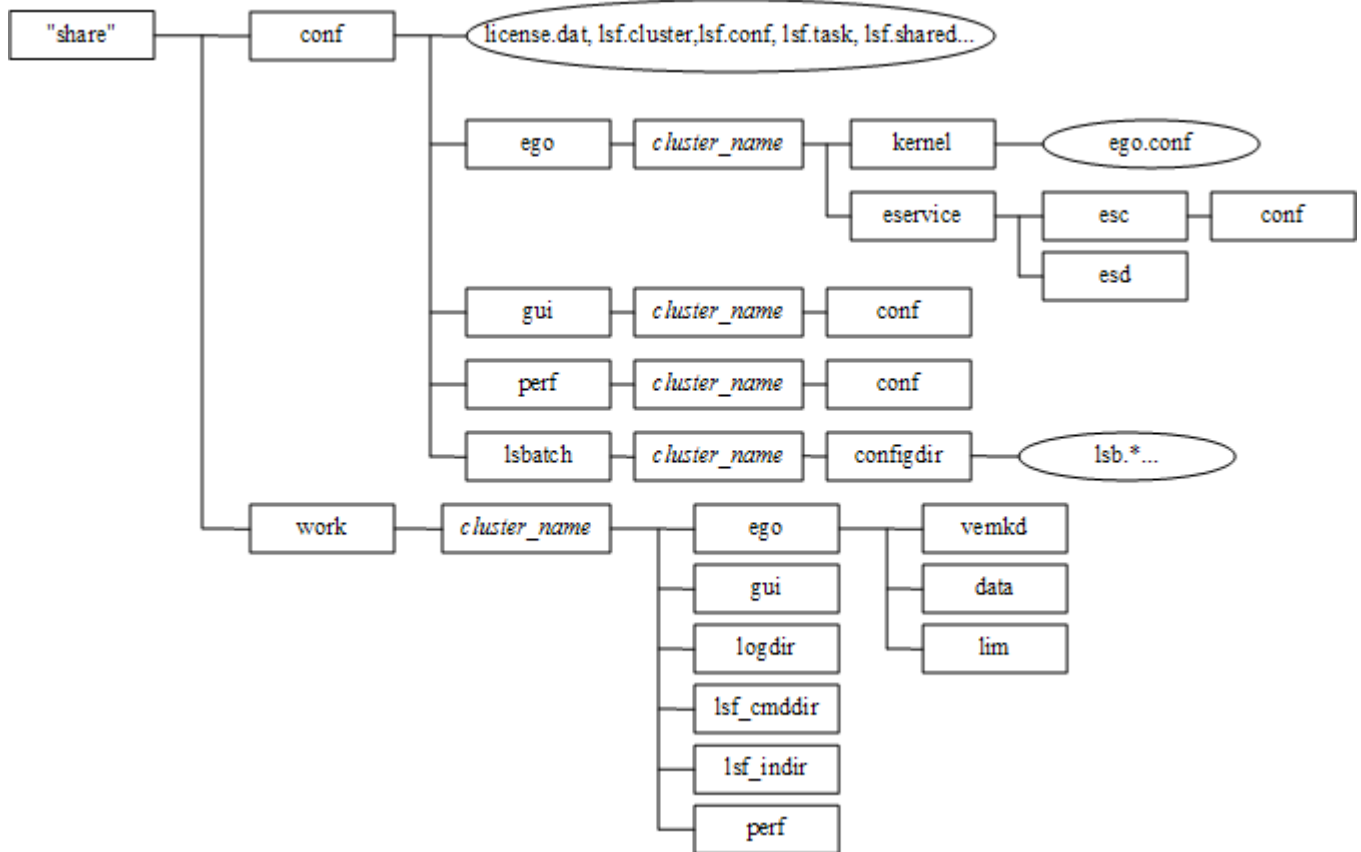 "share"
conf
license.dat, lsf.cluster,lsf.conf, lsf.task, lsf.shared...
ego
cluster_name
kernel
ego.conf
eservice
esc
conf
esd
gui
cluster_name
conf
perf
cluster_name
conf
lsbatch
cluster_name
configdir
lsb.*...
work
cluster_name
ego
vemkd
gui
data
logdir
lim
lsf_cmddir
lsf_indir
perf